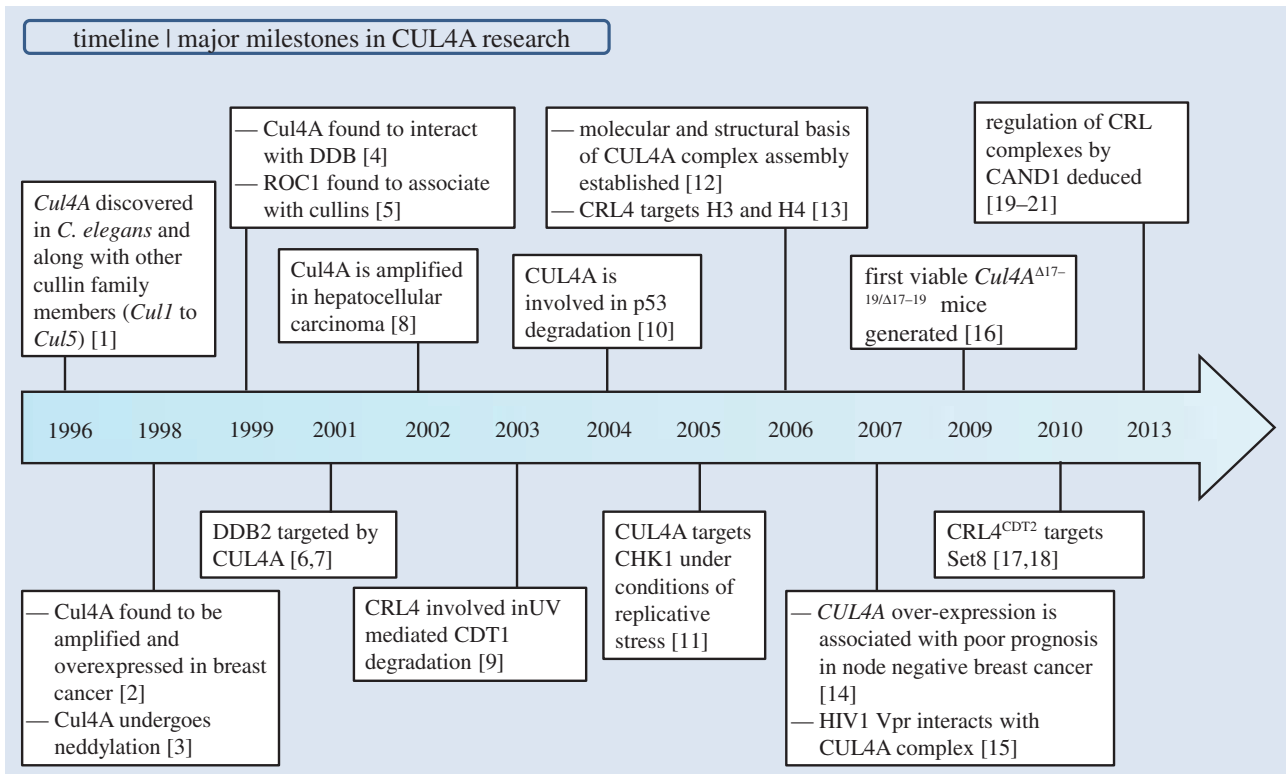 timeline | major milestones in CUL4A research
Cul4A discovered
in C. elegans and
along with other
cullin family
members (Cul1 to
Cul5) [1]
— Cul4A found to interact
with DDB [4]
— ROC1 found to associate
with cullins [5]
Cul4A is amplified
in hepatocellular
carcinoma [8]
CUL4A is
involved in p53
degradation [10]
— molecular and structural basis
of CUL4A complex assembly
established [12]
— CRL4 targets H3 and H4 [13]
first viable Cul4A^Δ17–
19/Δ17–19 mice
generated [16]
regulation of CRL
complexes by
CAND1 deduced
[19–21]
1996 1998 1999 2001 2002 2003 2004 2005 2006 2007 2009 2010 2013
— Cul4A found to be
amplified and
overexpressed in breast
cancer [2]
— Cul4A undergoes
neddylation [3]
DDB2 targeted by
CUL4A [6,7]
CRL4 involved inUV
mediated CDT1
degradation [9]
CUL4A targets
CHK1 under
conditions of
replicative
stress [11]
— CUL4A over-expression is
associated with poor prognosis
in node negative breast cancer
[14]
— HIV1 Vpr interacts with
CUL4A complex [15]
CRL4^CDT2 targets
Set8 [17,18]